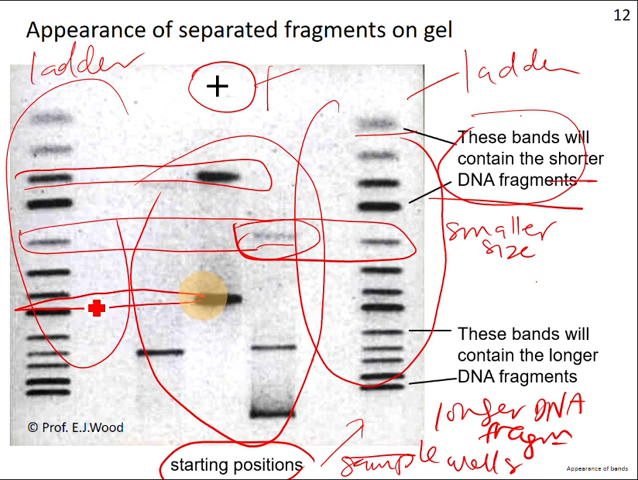 12
Appearance of separated fragments on gel
ladder
+
ladder
These bands will
contain the shorter
DNA fragments
smaller
size
These bands will
contain the longer
DNA fragments
longer DNA
fragm
© Prof. E.J.Wood
starting positions
sample wells
Appearance of bands